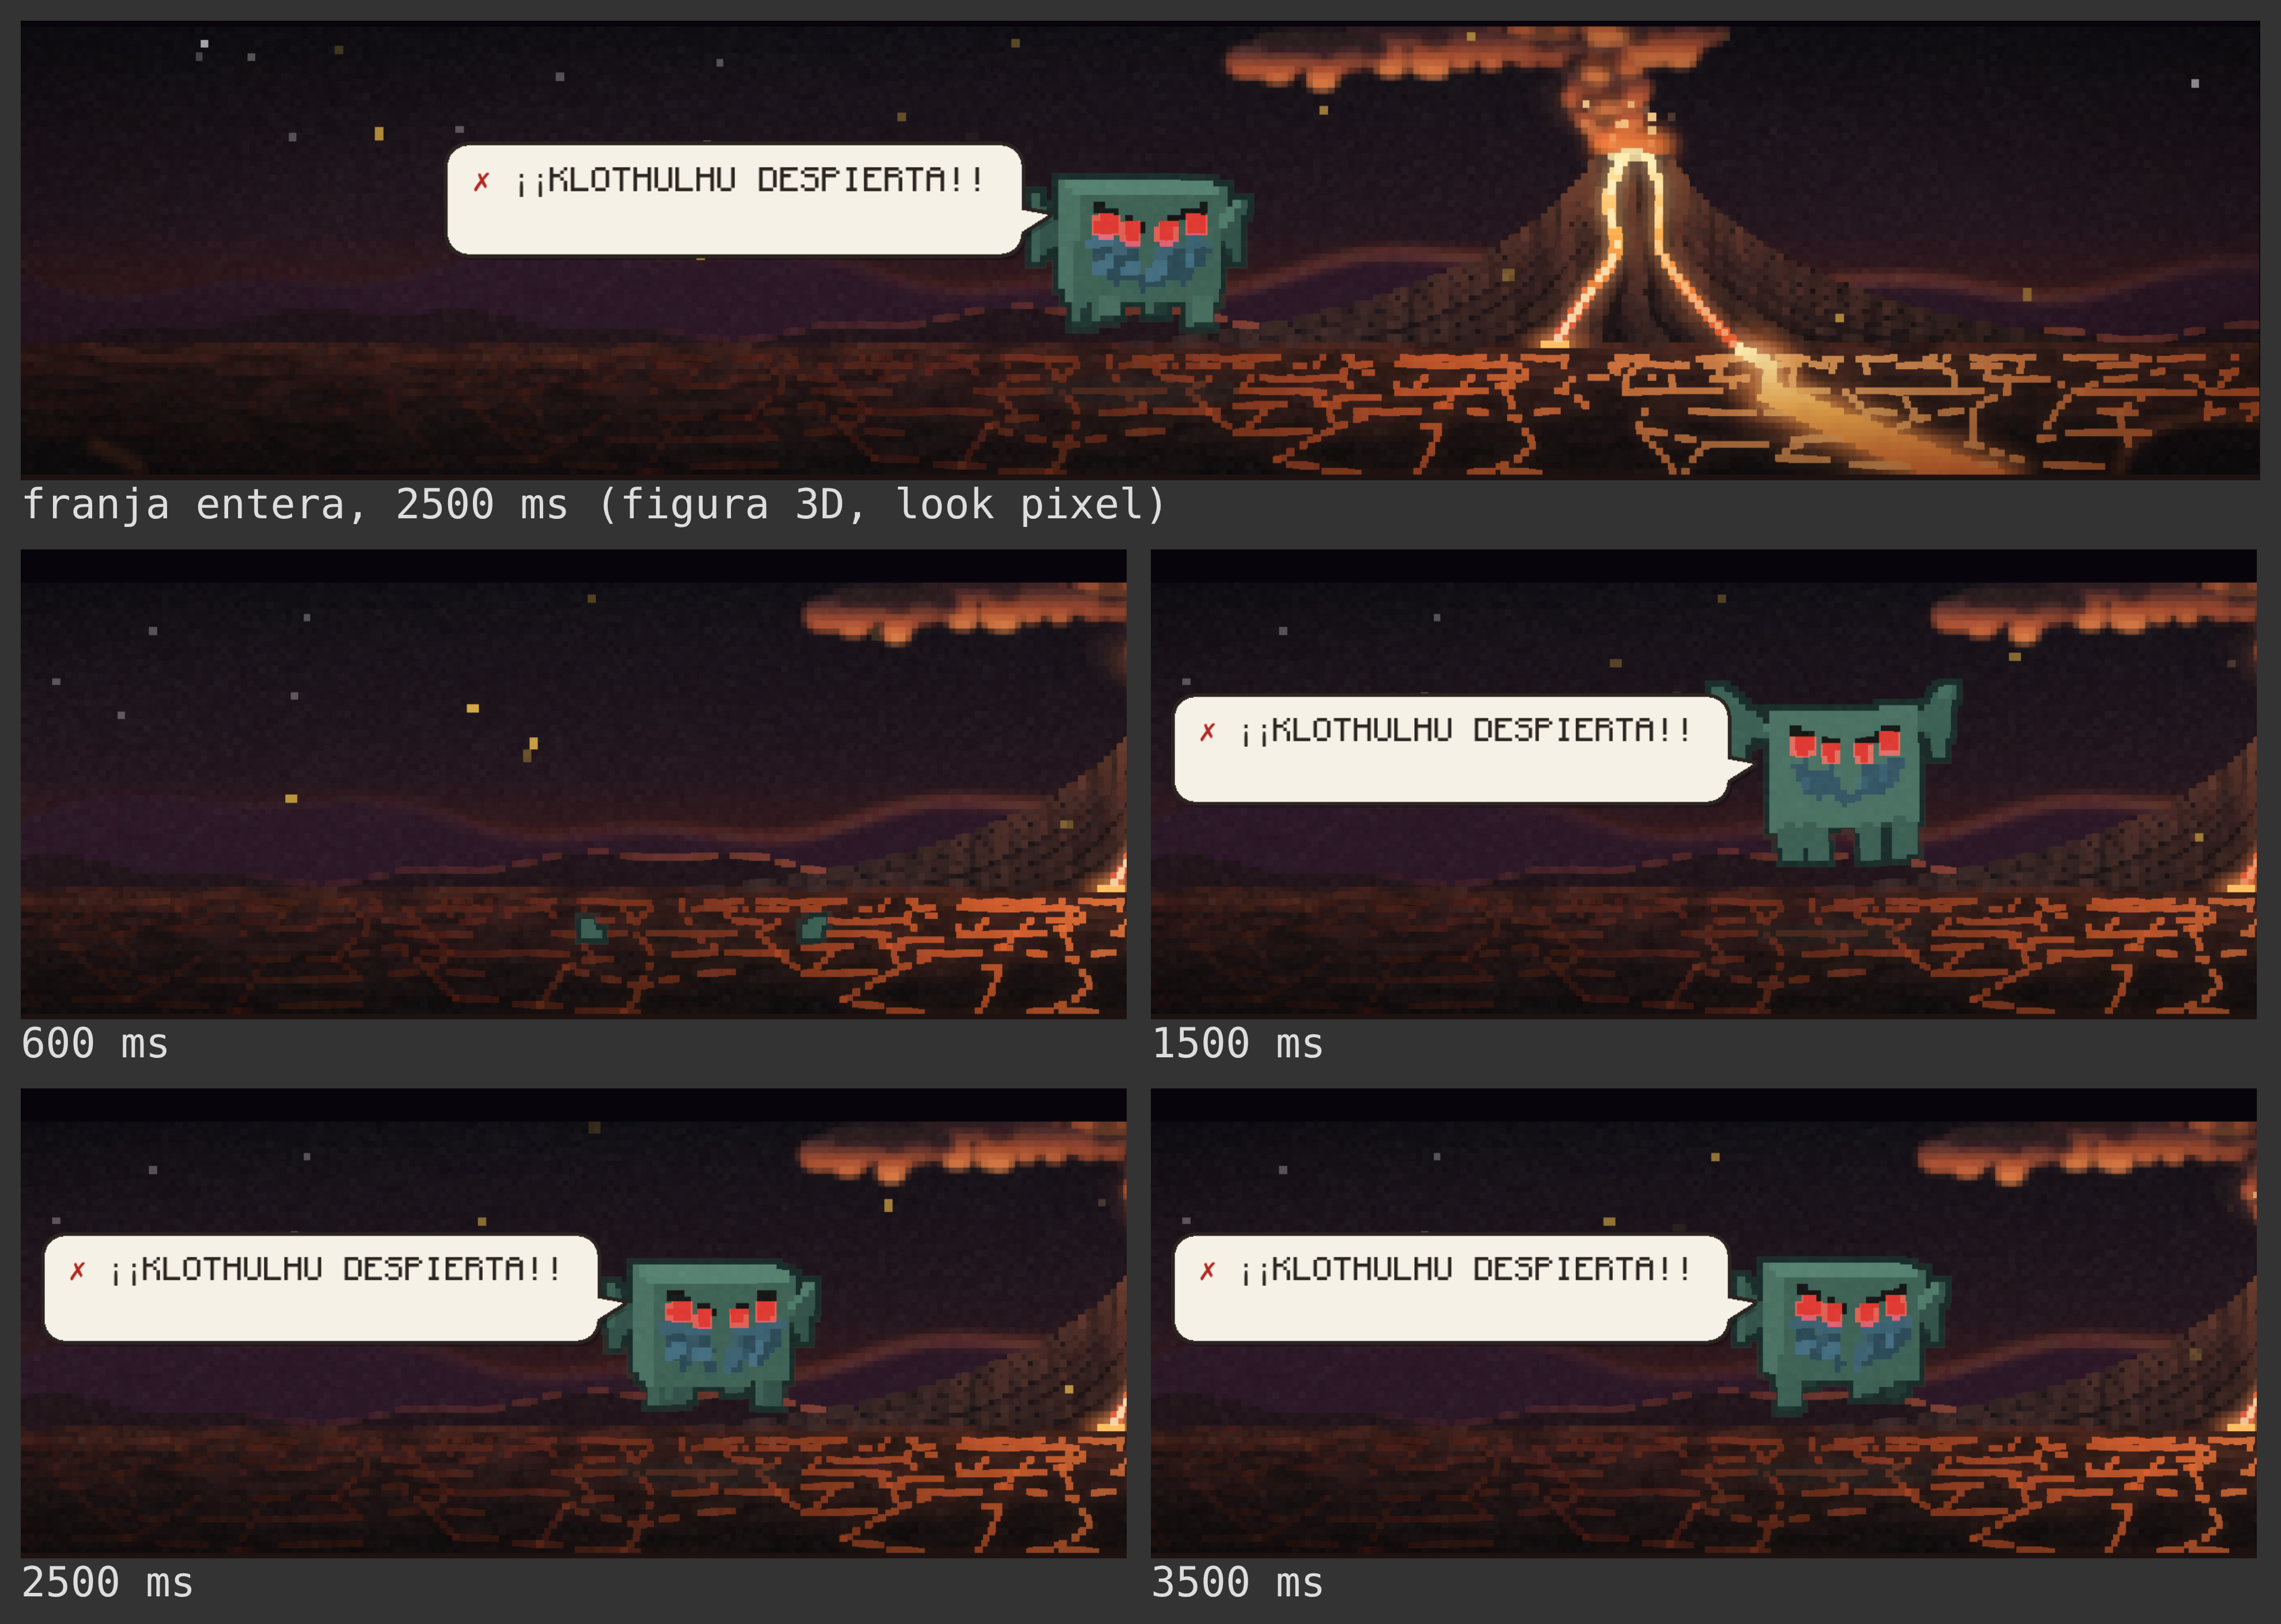 ✗ ¡¡KLOTHULHU DESPIERTA!!
franja entera, 2500 ms (figura 3D, look pixel)
✗ ¡¡KLOTHULHU DESPIERTA!!
600 ms
1500 ms
✗ ¡¡KLOTHULHU DESPIERTA!!
✗ ¡¡KLOTHULHU DESPIERTA!!
2500 ms
3500 ms